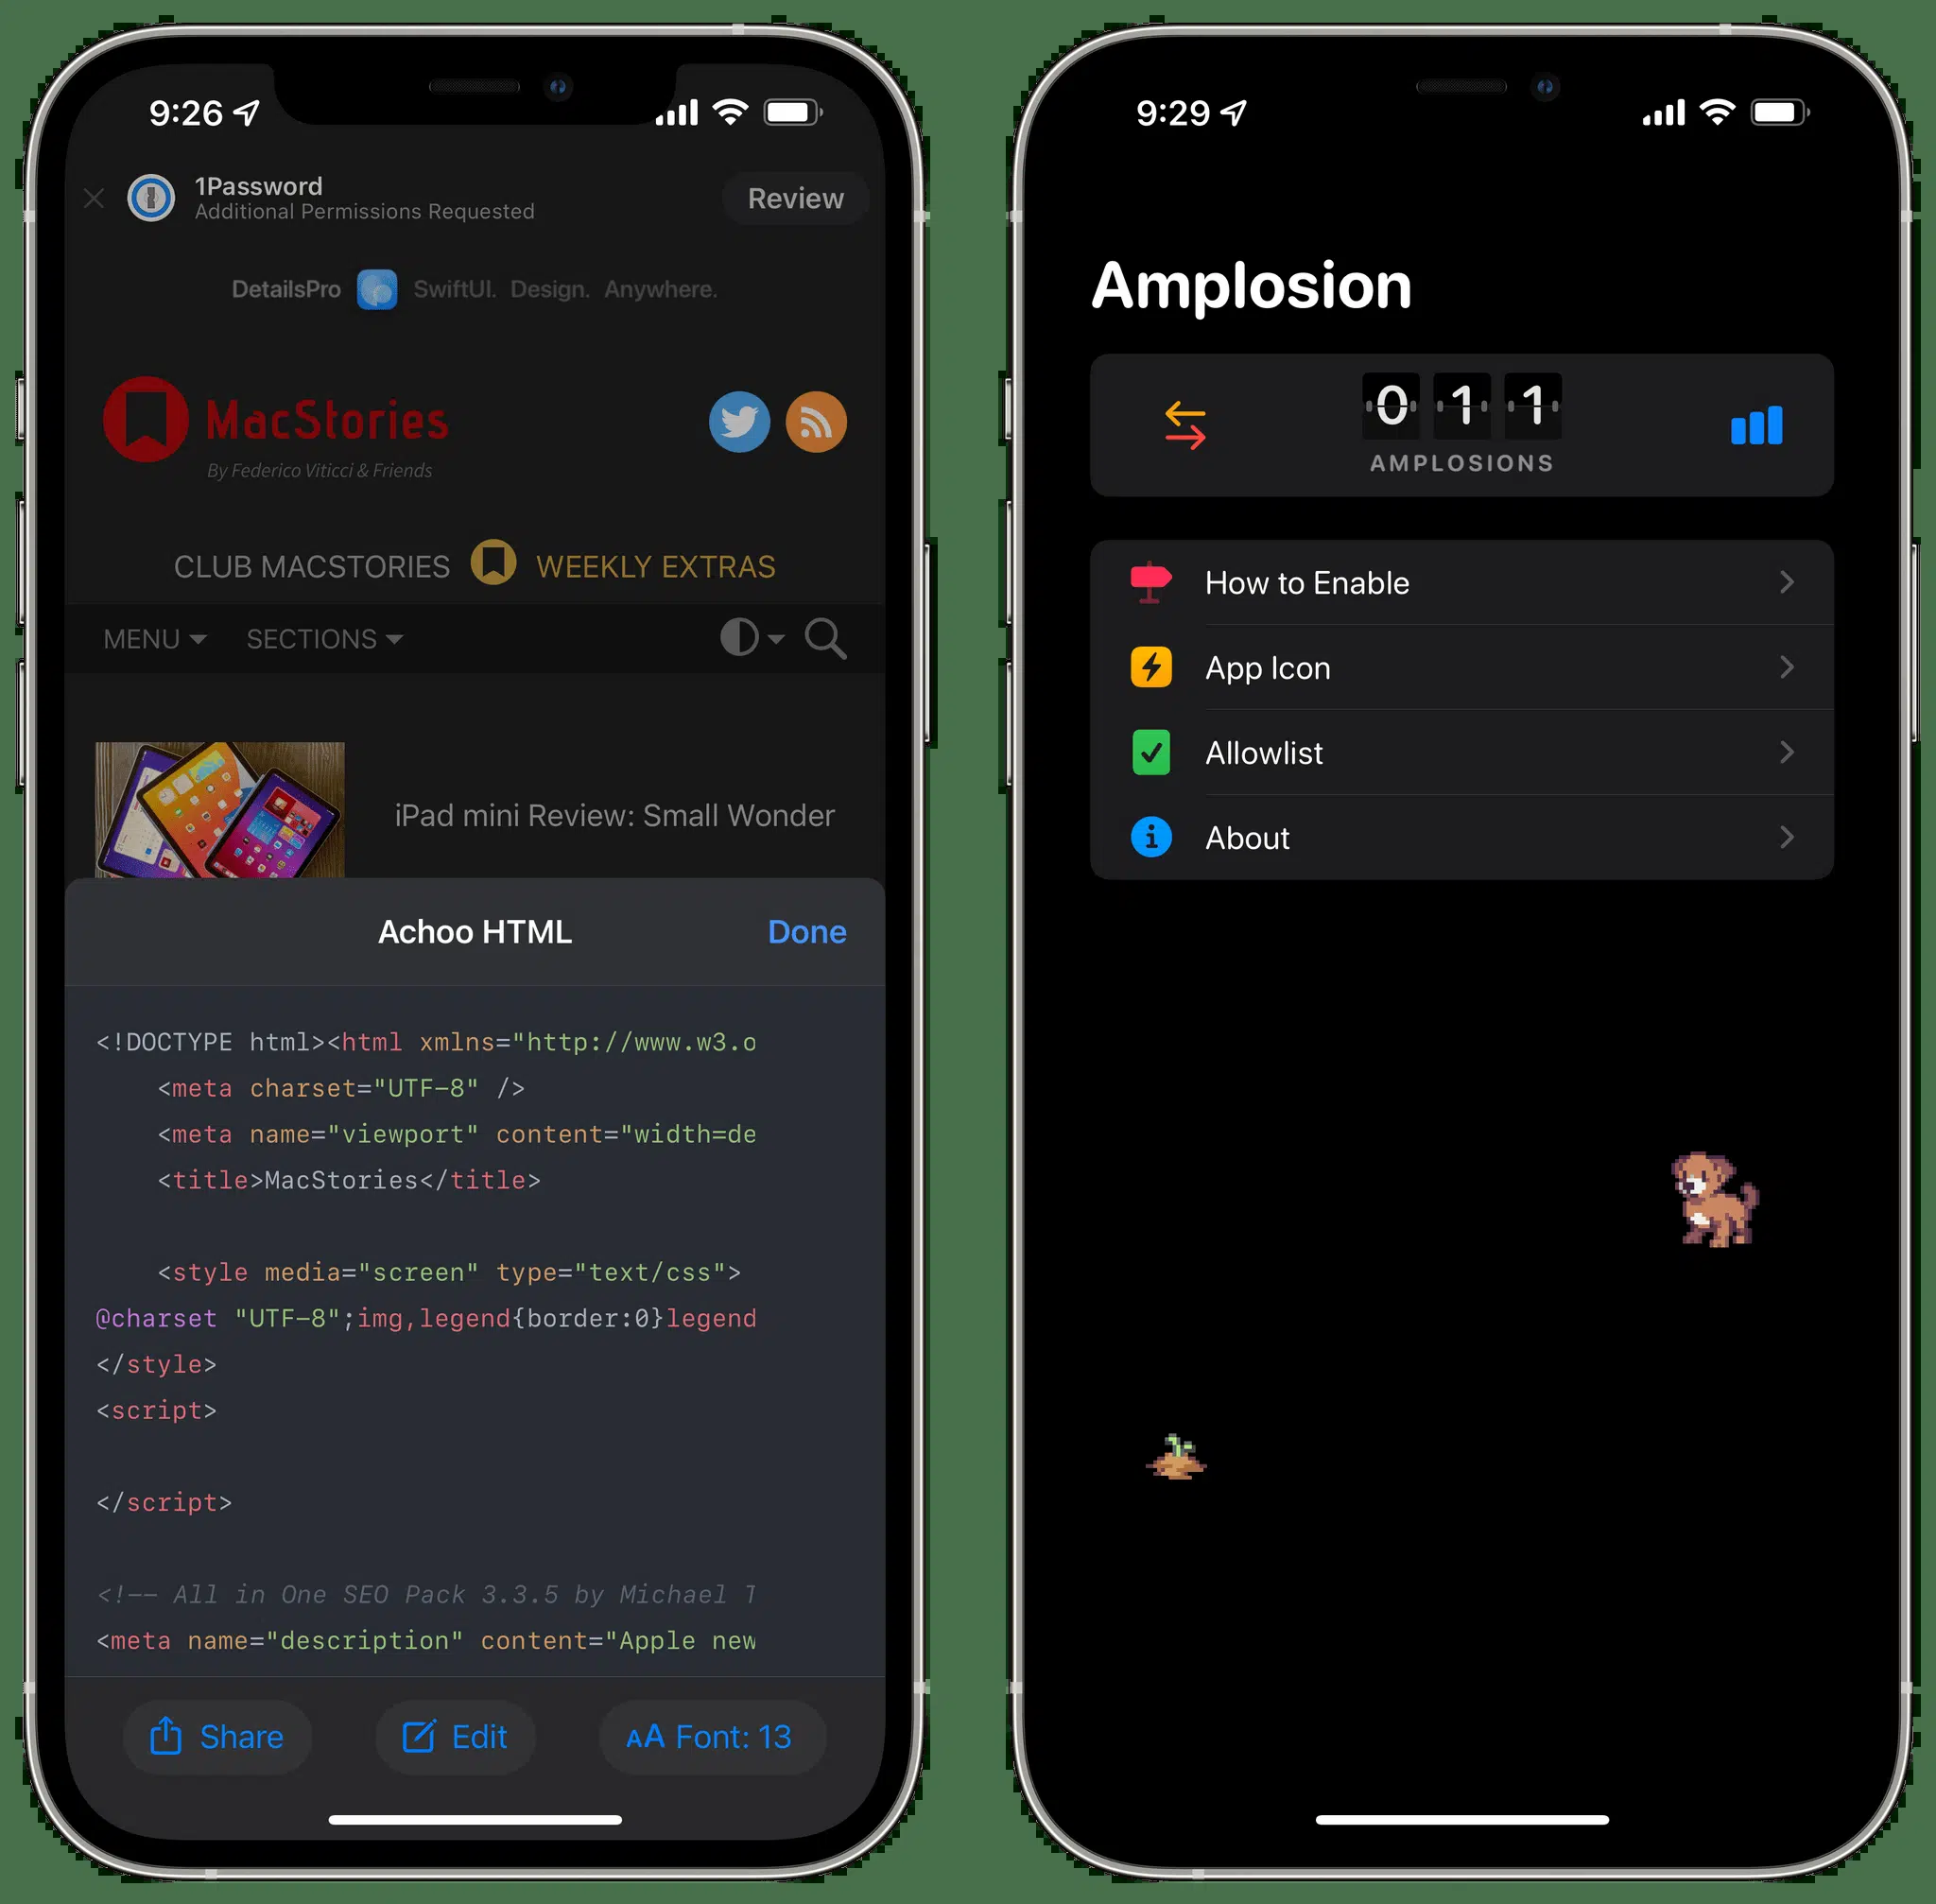 9:26
1Password
Additional Permissions Requested
Review
DetailsPro SwiftUI. Design. Anywhere.
MacStories
By Federico Viticci & Friends
CLUB MACSTORIES WEEKLY EXTRAS
MENU SECTIONS
iPad mini Review: Small Wonder
Achoo HTML
Done
<!DOCTYPE html><html xmlns="http://www.w3.o
<meta charset="UTF-8" />
<meta name="viewport" content="width=de
<title>MacStories</title>
<style media="screen" type="text/css">
@charset "UTF-8";img,legend{border:0}legend
</style>
<script>
</script>
<!-- All in One SEO Pack 3.3.5 by Michael T
<meta name="description" content="Apple new
Share
Edit
AA Font: 13
9:29
Amplosion
011
AMPLOSIONS
How to Enable
App Icon
Allowlist
About